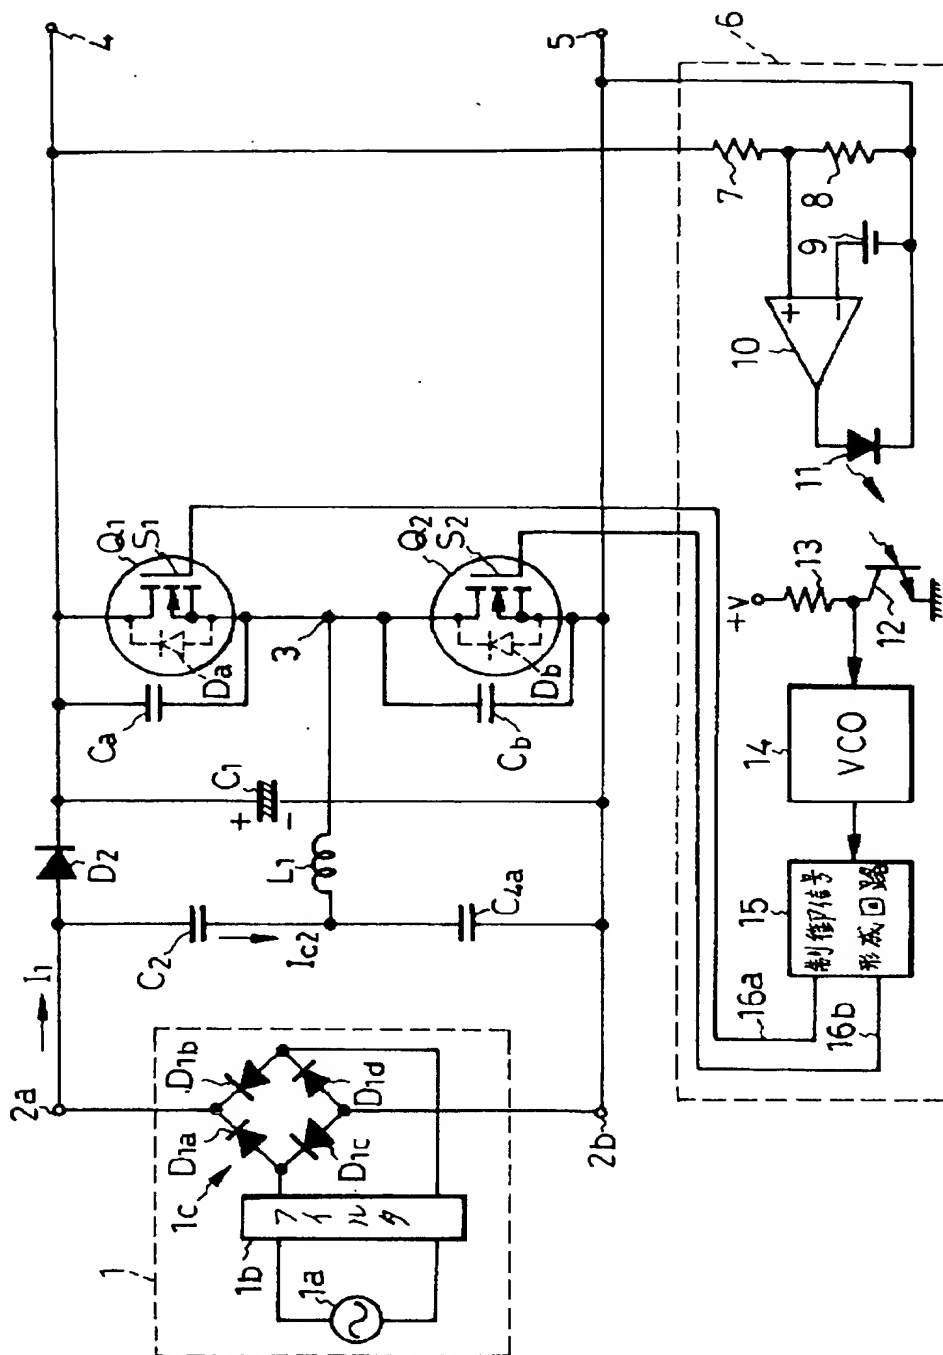 4
5
6
I1
2a
D2
C2
Ic2
L1
C4a
C1
+
-
Ca
Cb
3
Q1
S1
Da
Q2
S2
Db
1
1a
1b
フィルタ
1c
D1a
D1b
D1c
D1d
2b
7
8
9
10
+
-
11
12
13
+V
14
VCO
15
制御信号
形成回路
16a
16b